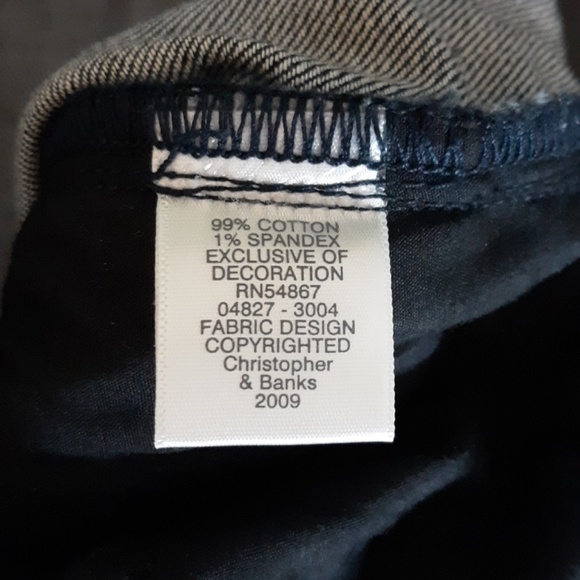 99% COTTON
1% SPANDEX
EXCLUSIVE OF
DECORATION
RN54867
04827 - 3004
FABRIC DESIGN
COPYRIGHTED
Christopher
& Banks
2009